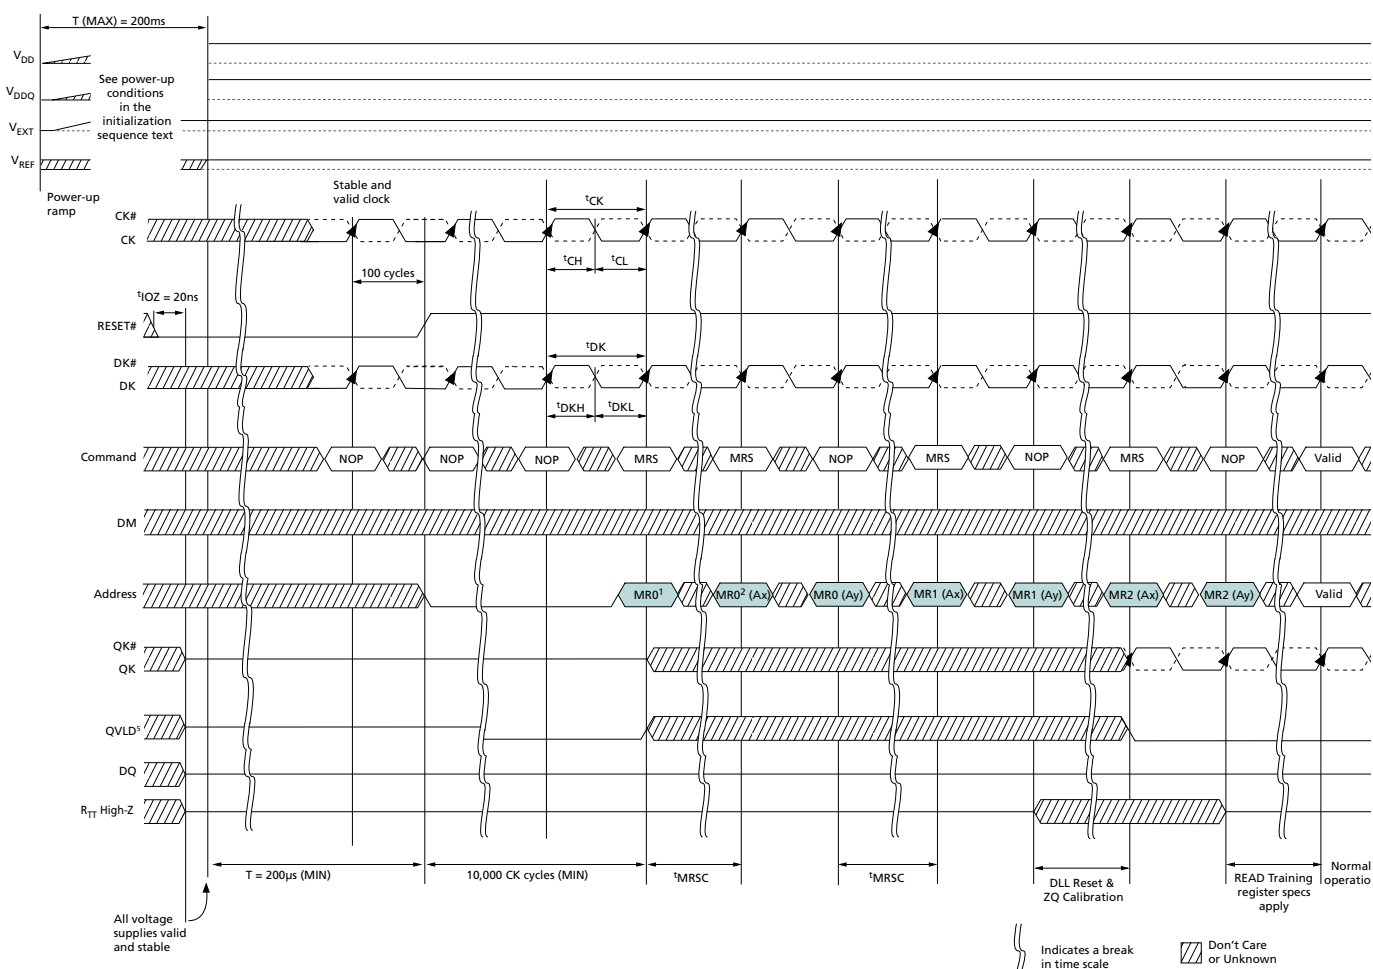 T (MAX) = 200ms
VDD
VDDQ
VEXT
VREF
See power-up
conditions
in the
initialization
sequence text
Power-up
ramp
Stable and
valid clock
CK#
CK
tCK
tCH
tCL
100 cycles
tIOZ = 20ns
RESET#
DK#
DK
tDK
tDKH
tDKL
Command
NOP
NOP
NOP
MRS
MRS
NOP
MRS
NOP
MRS
NOP
Valid
DM
Address
MR0¹
MR0² (Ax)
MR0 (Ay)
MR1 (Ax)
MR1 (Ay)
MR2 (Ax)
MR2 (Ay)
Valid
QK#
QK
QVLD⁵
DQ
RTT High-Z
T = 200μs (MIN)
10,000 CK cycles (MIN)
tMRSC
tMRSC
DLL Reset &
ZQ Calibration
READ Training
register specs
apply
Normal
operatio
All voltage
supplies valid
and stable
Indicates a break
in time scale
Don't Care
or Unknown